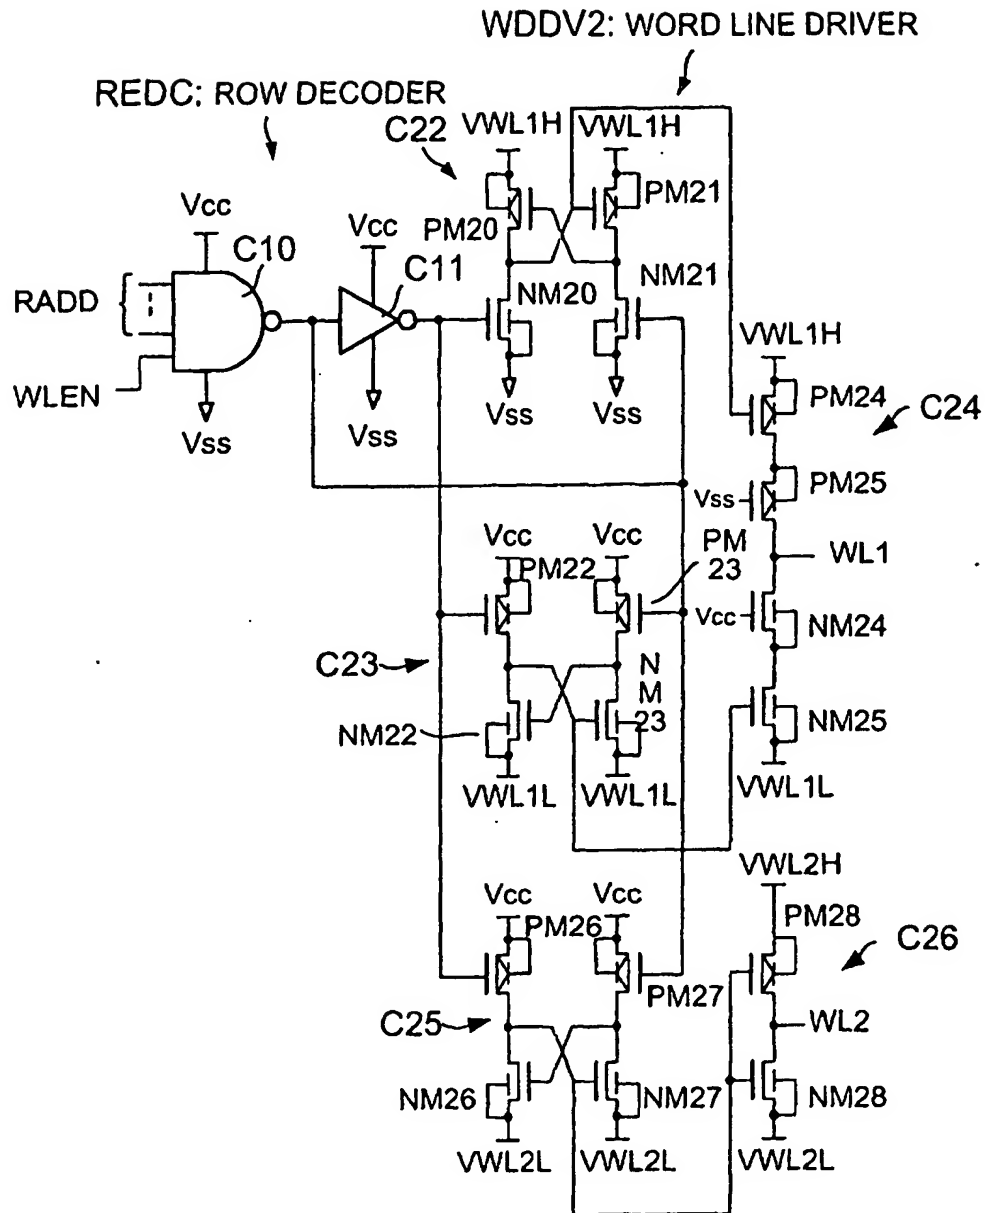 WDDV2: WORD LINE DRIVER
REDC: ROW DECODER
C22
VWL1H
VWL1H
Vcc
Vcc
C10
C11
PM20
PM21
RADD
WLEN
NM20
NM21
Vss
Vss
Vss
Vss
VWL1H
PM24
C24
PM25
Vss
WL1
Vcc
NM24
NM25
VWL1L
Vcc
Vcc
PM22
PM
23
C23
N
M
23
NM22
VWL1L
VWL1L
Vcc
Vcc
PM26
PM27
C25
NM26
NM27
VWL2L
VWL2L
VWL2H
PM28
C26
WL2
NM28
VWL2L